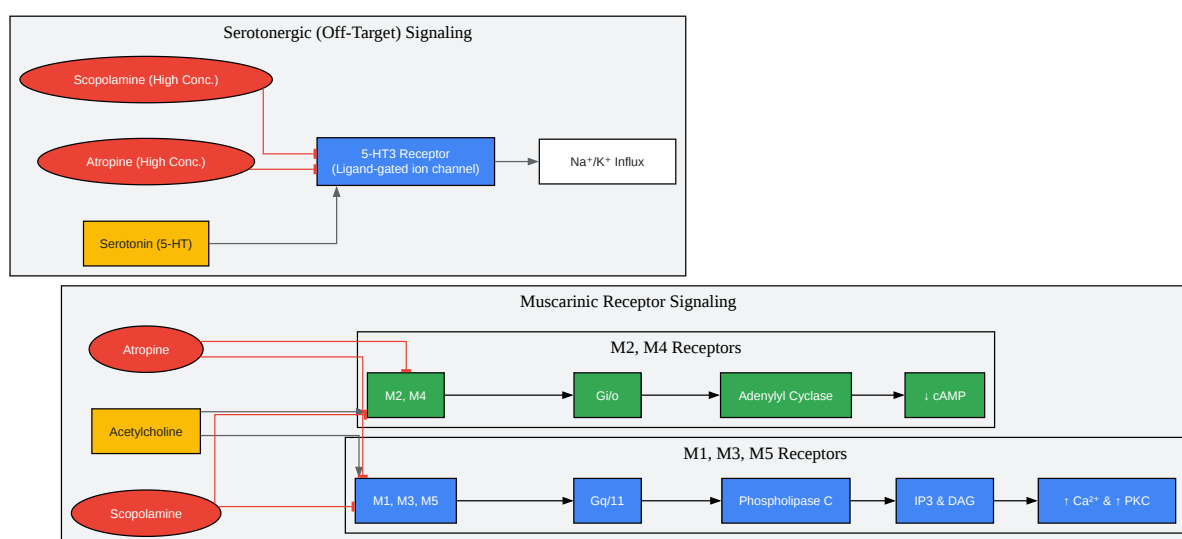 Serotonergic (Off-Target) Signaling
Scopolamine (High Conc.)
Atropine (High Conc.)
5-HT3 Receptor
(Ligand-gated ion channel)
Na⁺/K⁺ Influx
Serotonin (5-HT)
Muscarinic Receptor Signaling
Atropine
Acetylcholine
Scopolamine
M2, M4 Receptors
M2, M4
Gi/o
Adenylyl Cyclase
↓ cAMP
M1, M3, M5 Receptors
M1, M3, M5
Gq/11
Phospholipase C
IP3 & DAG
↑ Ca²⁺ & ↑ PKC